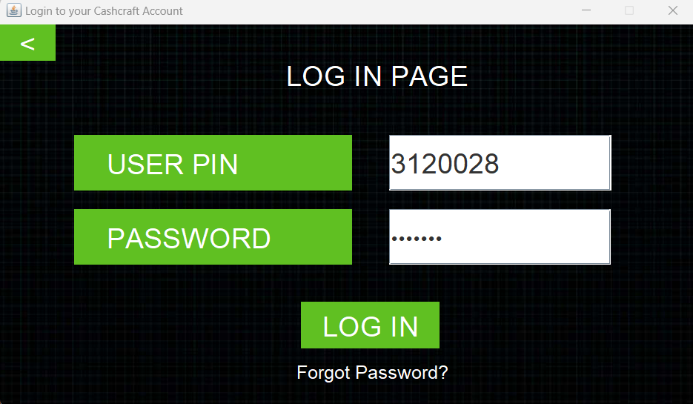 Login to your Cashcraft Account
<
LOG IN PAGE
USER PIN 3120028
PASSWORD •••••••
LOG IN
Forgot Password?